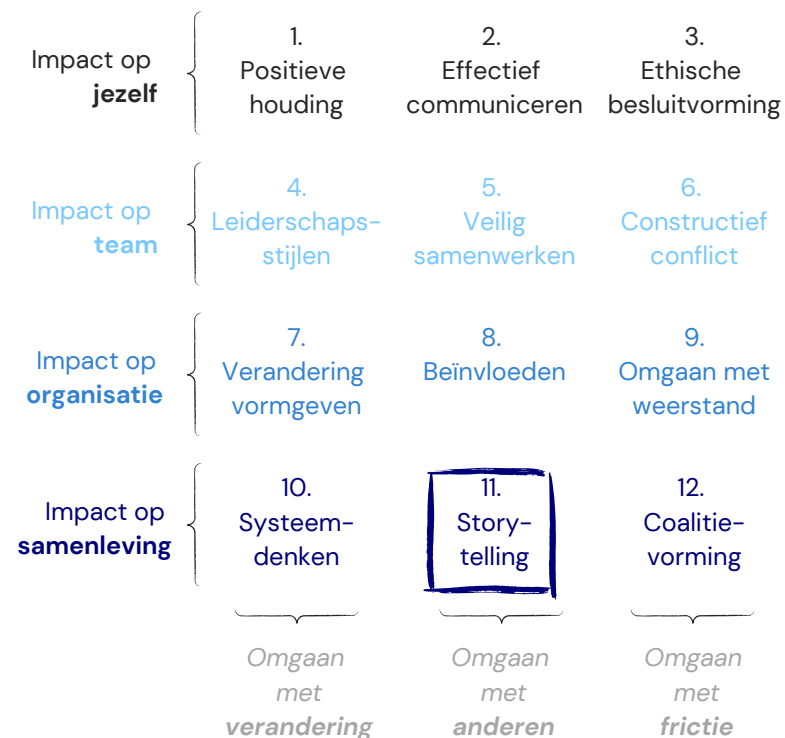 Impact op
jezelf
1.
Positieve
houding
2.
Effectief
communiceren
3.
Ethische
besluitvorming
Impact op
team
4.
Leiderschaps-
stijlen
5.
Veilig
samenwerken
6.
Constructief
conflict
Impact op
organisatie
7.
Verandering
vormgeven
8.
Beïnvloeden
9.
Omgaan met
weerstand
Impact op
samenleving
10.
Systeem-
denken
11.
Story-
telling
12.
Coalitie-
vorming
Omgaan
met
verandering
Omgaan
met
anderen
Omgaan
met
frictie